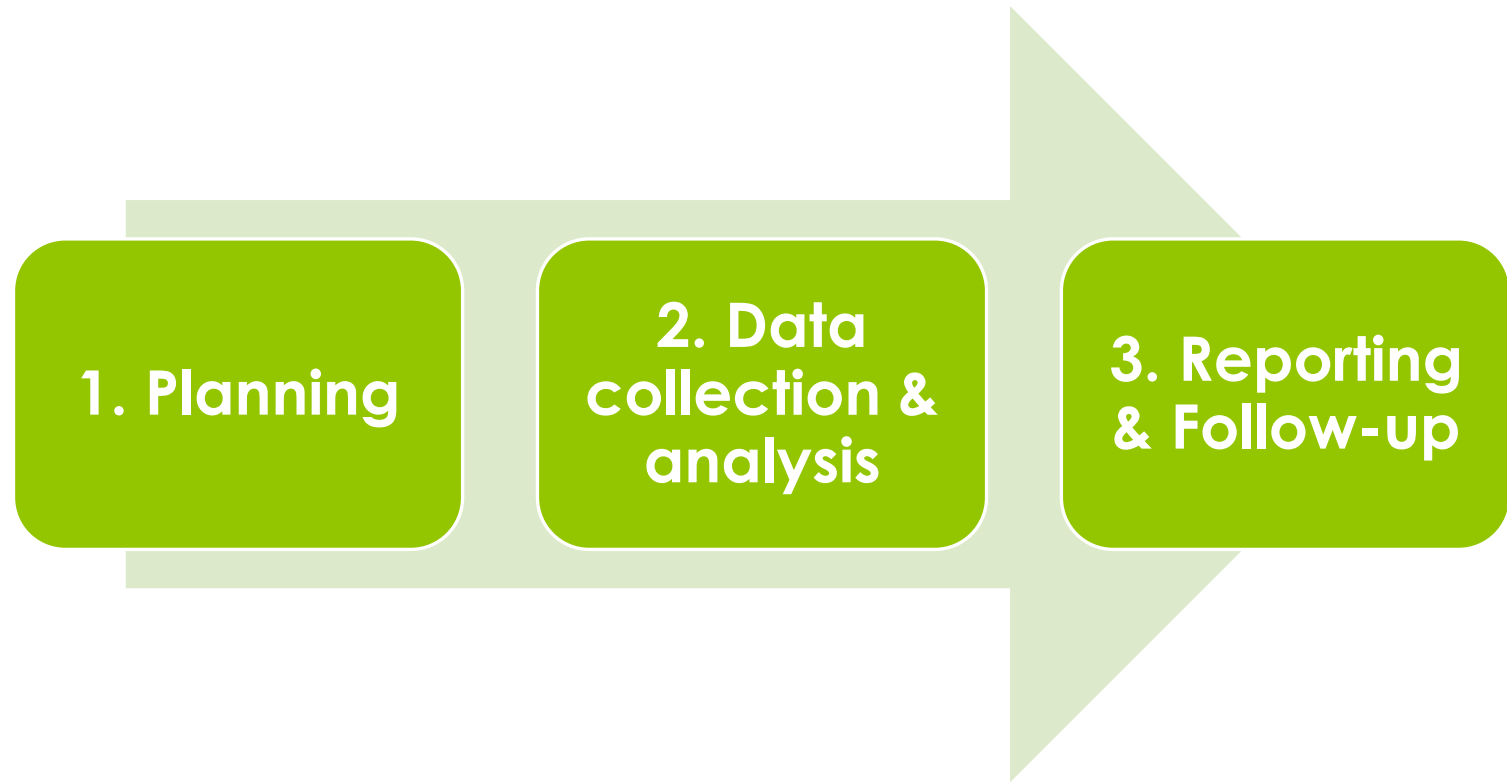 1. Planning
2. Data
collection &
analysis
3. Reporting
& Follow-up